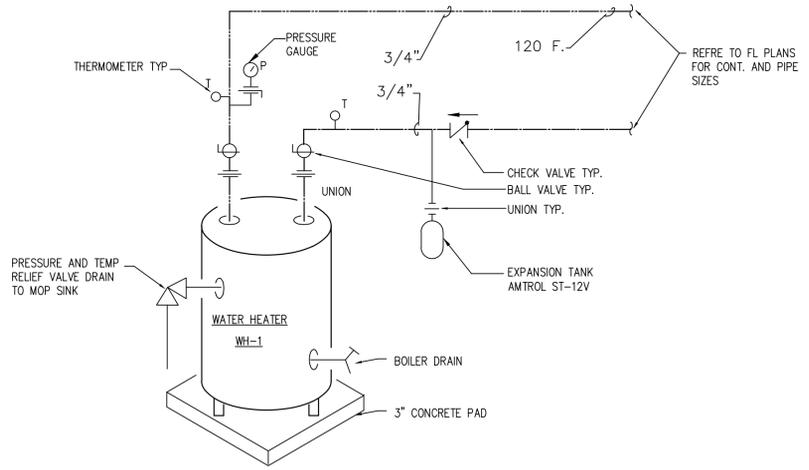 PRESSURE
GAUGE
P
THERMOMETER TYP
T
3/4"
120 F.
REFRE TO FL PLANS
FOR CONT. AND PIPE
SIZES
3/4"
T
CHECK VALVE TYP.
BALL VALVE TYP.
UNION
UNION TYP.
PRESSURE AND TEMP
RELIEF VALVE DRAIN
TO MOP SINK
EXPANSION TANK
AMTROL ST-12V
WATER HEATER
WH-1
BOILER DRAIN
3" CONCRETE PAD